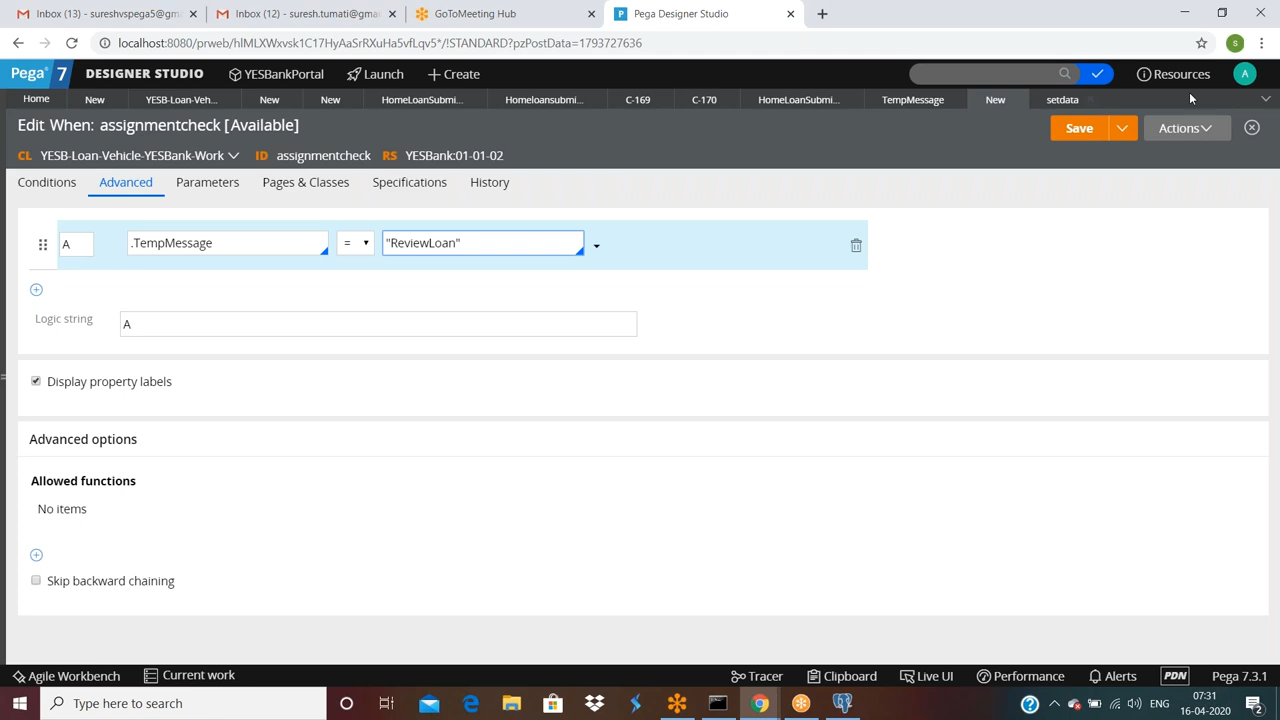 Inbox (13) - sureshvspega5@gm
Inbox (12) - suresh.tumati@gmai
GoToMeeting Hub
Pega Designer Studio
localhost:8080/prweb/hlMLXWxvsk1C17HyAaSrRXuHa5vfLqv5*/!STANDARD?pzPostData=1793727636
S
Pega 7 DESIGNER STUDIO YESBankPortal Launch Create Resources A
Home New YESB-Loan-Veh... New New HomeLoanSubmi... Homeloansubmi... C-169 C-170 HomeLoanSubmi... TempMessage New setdata
Edit When: assignmentcheck [Available]
Save Actions
CL YESB-Loan-Vehicle-YESBank-Work ID assignmentcheck RS YESBank:01-01-02
Conditions Advanced Parameters Pages & Classes Specifications History
A .TempMessage = "ReviewLoan"
Logic string A
Display property labels
Advanced options
Allowed functions
No items
Skip backward chaining
Agile Workbench Current work Tracer Clipboard Live UI Performance Alerts PDN Pega 7.3.1
Type here to search
ENG
07:31
16-04-2020
2